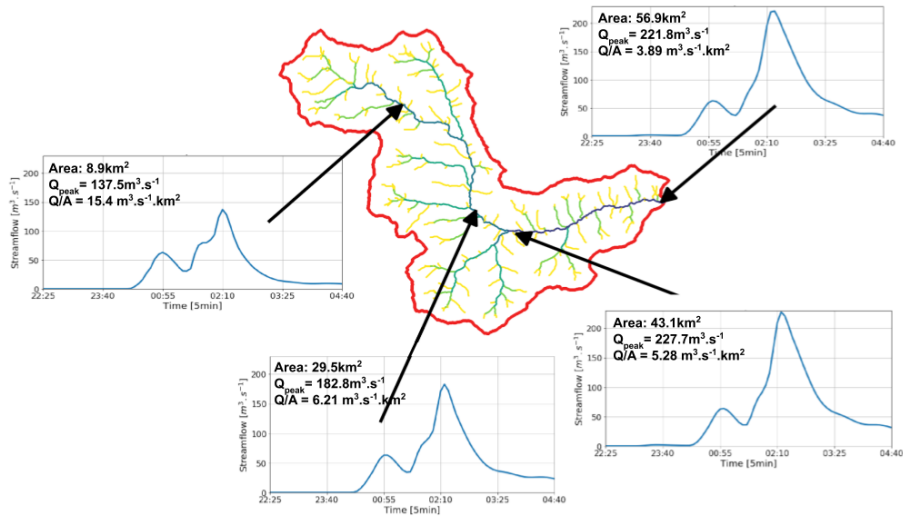 Area: 56.9km²
Qpeak = 221.8m³.s⁻¹
Q/A = 3.89 m³.s⁻¹.km²
Streamflow [m³.s⁻¹]
200
150
100
50
0
22:25 23:40 00:55 02:10 03:25 04:40
Time [5min]
Area: 8.9km²
Qpeak = 137.5m³.s⁻¹
Q/A = 15.4 m³.s⁻¹.km²
Streamflow [m³.s⁻¹]
200
150
100
50
0
22:25 23:40 00:55 02:10 03:25 04:40
Time [5min]
Area: 43.1km²
Qpeak = 227.7m³.s⁻¹
Q/A = 5.28 m³.s⁻¹.km²
Streamflow [m³.s⁻¹]
200
150
100
50
0
22:25 23:40 00:55 02:10 03:25 04:40
Time [5min]
Area: 29.5km²
Qpeak = 182.8m³.s⁻¹
Q/A = 6.21 m³.s⁻¹.km²
Streamflow [m³.s⁻¹]
200
150
100
50
0
22:25 23:40 00:55 02:10 03:25 04:40
Time [5min]